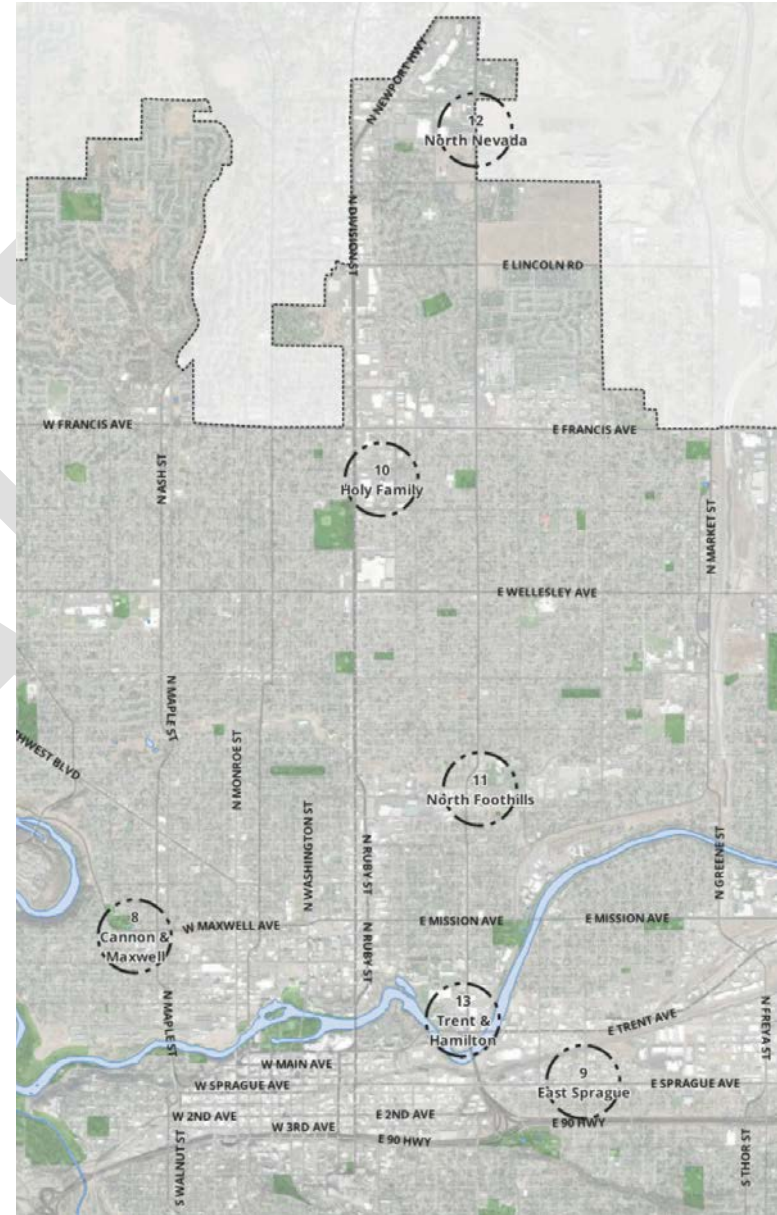 N NEWPORT HWY
12
North Nevada
N DIVISION ST
E LINCOLN RD
W FRANCIS AVE
E FRANCIS AVE
10
Holy Family
N ASH ST
N MARKET ST
E WELLESLEY AVE
N MAPLE ST
THWEST BLVD
N MONROE ST
11
North Foothills
N WASHINGTON ST
N RUBY ST
N GREENE ST
8
Cannon &
Maxwell
W MAXWELL AVE
E MISSION AVE
E MISSION AVE
N RUBY ST
13
Trent &
Hamilton
N MAPLE ST
E TRENT AVE
N FREYA ST
W MAIN AVE
9
East Sprague
W SPRAGUE AVE
E SPRAGUE AVE
W 2ND AVE
E 2ND AVE
W 3RD AVE
E 90 HWY
E 90 HWY
S WALNUT ST
S THOR ST